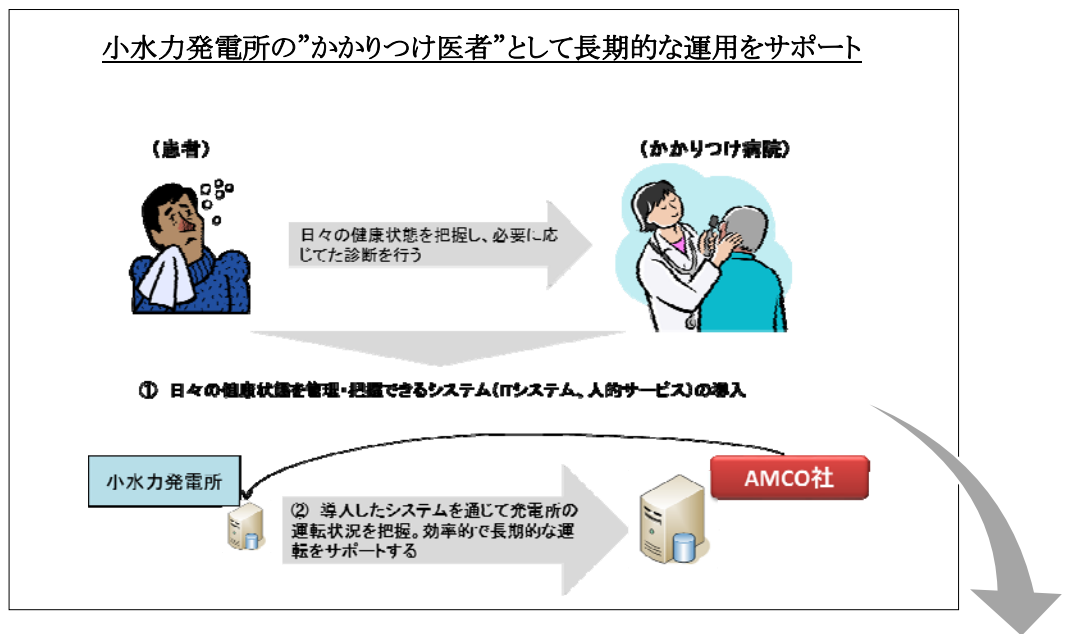 小水力発電所の”かかりつけ医者”として長期的な運用をサポート
（患者）
（かかりつけ病院）
日々の健康状態を把握し、必要に応
じてた診断を行う
① 日々の健康状態を管理・把握できるシステム（ITシステム、人的サービス）の導入
小水力発電所
AMCO社
② 導入したシステムを通じて発電所の
運転状況を把握。効率的で長期的な運
転をサポートする